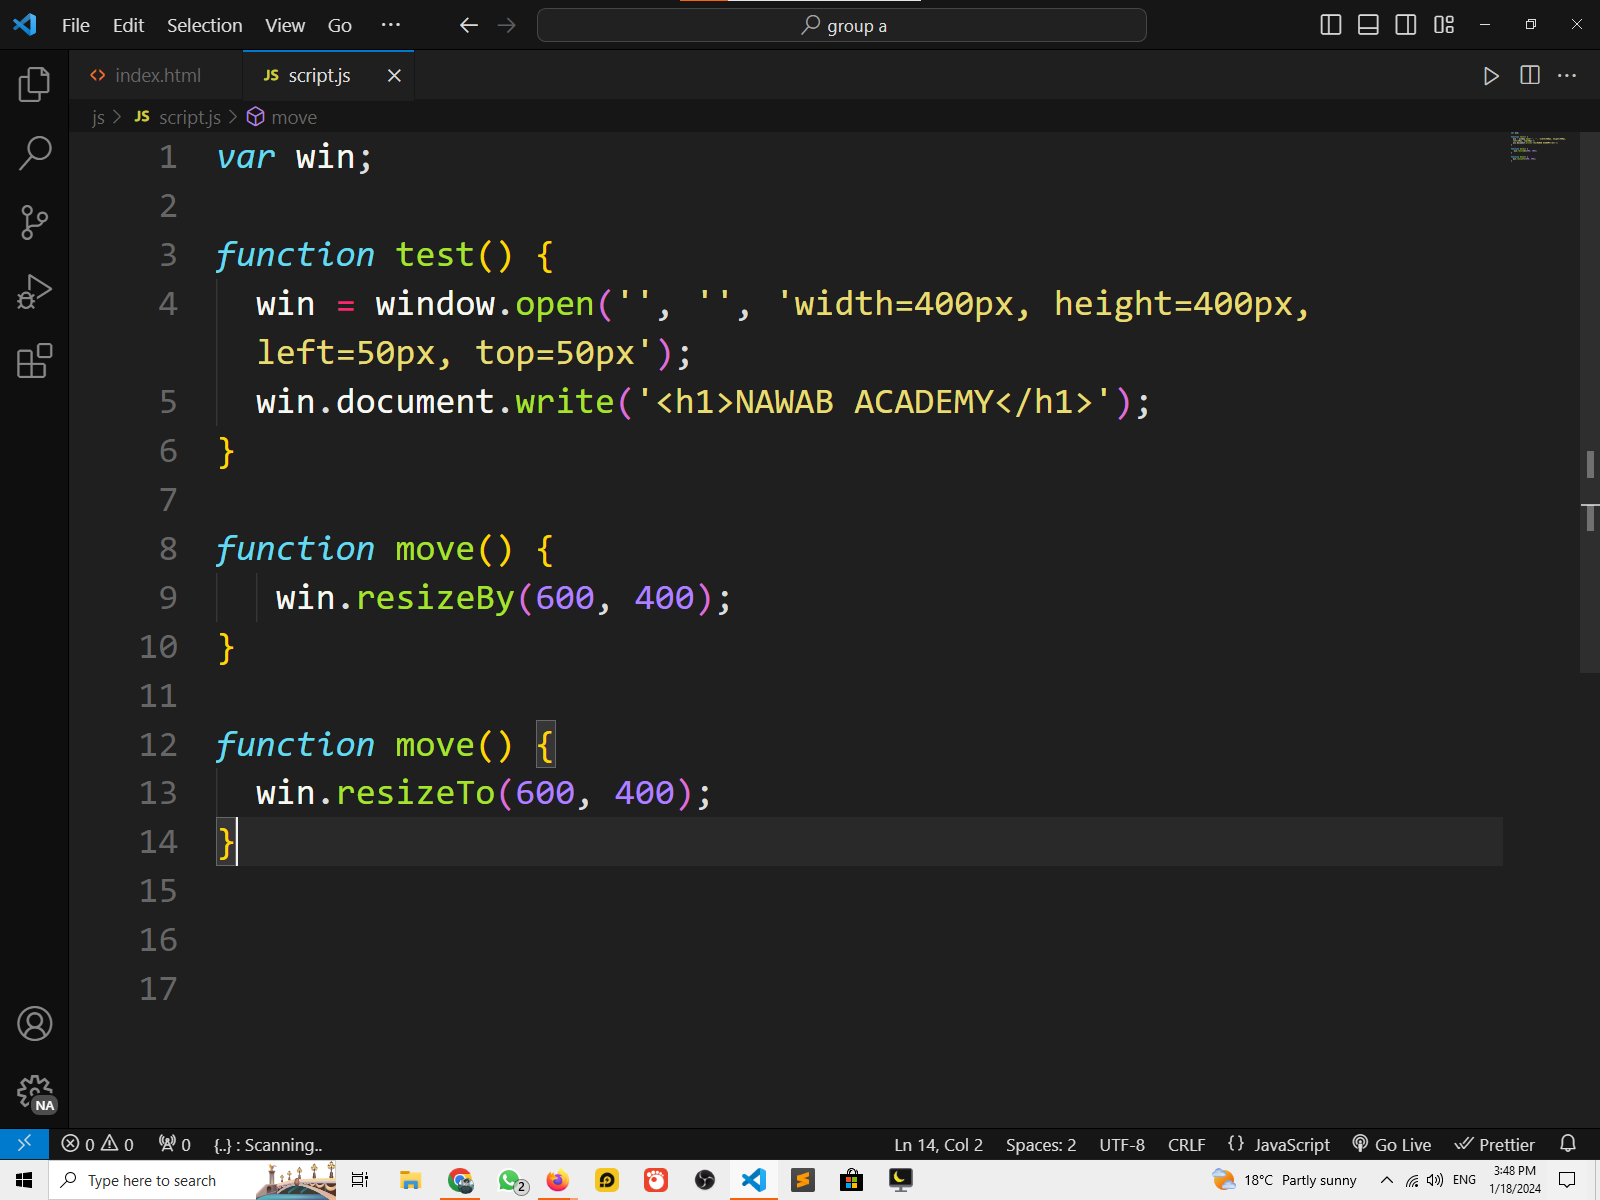 File Edit Selection View Go ··· group a
index.html JS script.js
js > JS script.js > move
1 var win;
2
3 function test() {
4 win = window.open('', '', 'width=400px, height=400px,
left=50px, top=50px');
5 win.document.write('<h1>NAWAB ACADEMY</h1>');
6 }
7
8 function move() {
9 win.resizeBy(600, 400);
10 }
11
12 function move() {
13 win.resizeTo(600, 400);
14 }
15
16
17
NA
0 0 0 {..} : Scanning.. Ln 14, Col 2 Spaces: 2 UTF-8 CRLF {} JavaScript Go Live Prettier
Type here to search 2 18°C Partly sunny ENG 3:48 PM
1/18/2024